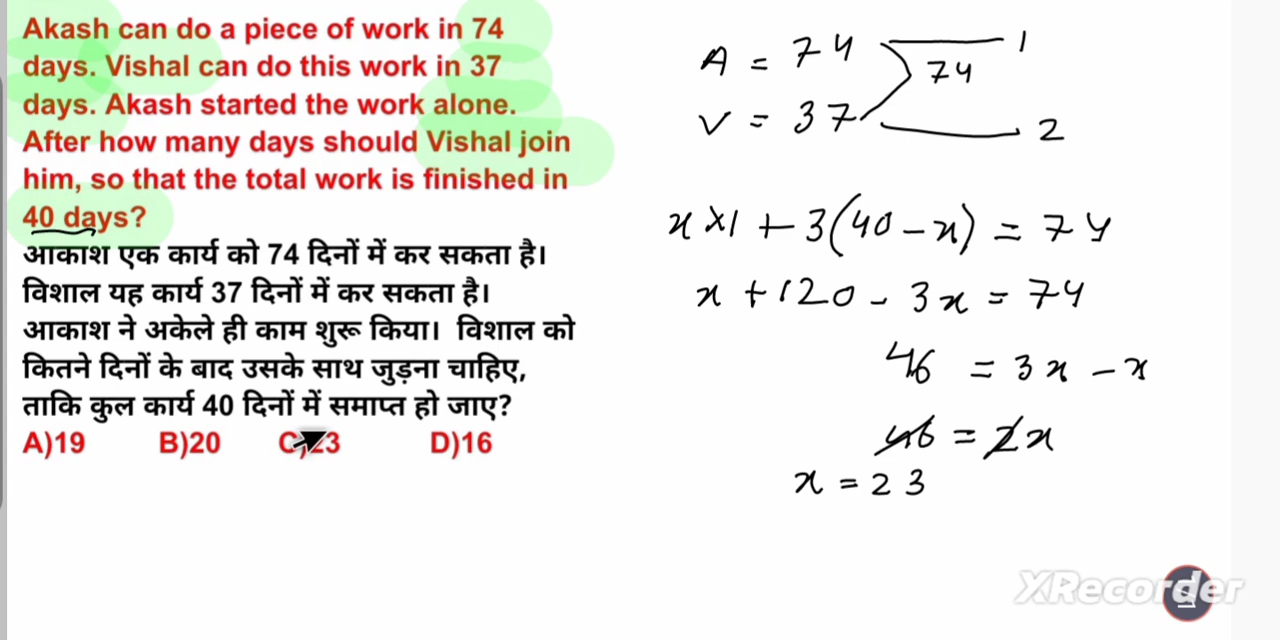 Akash can do a piece of work in 74
days. Vishal can do this work in 37
days. Akash started the work alone.
After how many days should Vishal join
him, so that the total work is finished in
40 days?
आकाश एक कार्य को 74 दिनों में कर सकता है।
विशाल यह कार्य 37 दिनों में कर सकता है।
आकाश ने अकेले ही काम शुरू किया। विशाल को
कितने दिनों के बाद उसके साथ जुड़ना चाहिए,
ताकि कुल कार्य 40 दिनों में समाप्त हो जाए?
A)19 B)20 C)23 D)16
A = 74 74 1
V = 37 2
x×1 + 3(40 - x) = 74
x + 120 - 3x = 74
46 = 3x - x
46 = 2x
x = 23
XRecorder